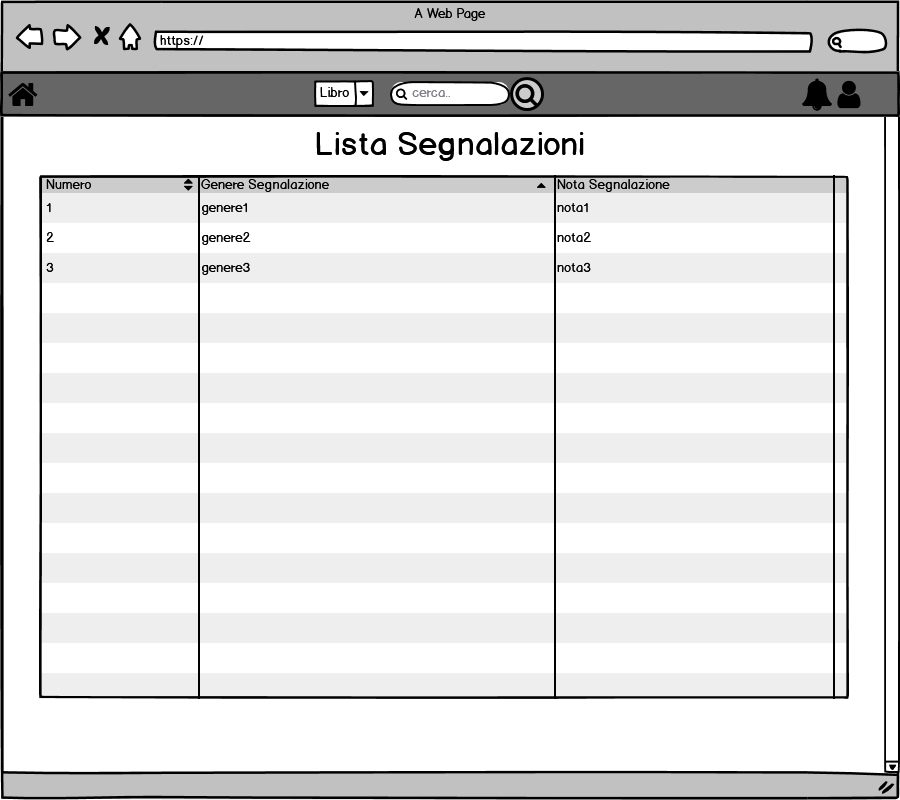 A Web Page
https://
Libro
cerca..
Lista Segnalazioni
Numero Genere Segnalazione Nota Segnalazione
1 genere1 nota1
2 genere2 nota2
3 genere3 nota3